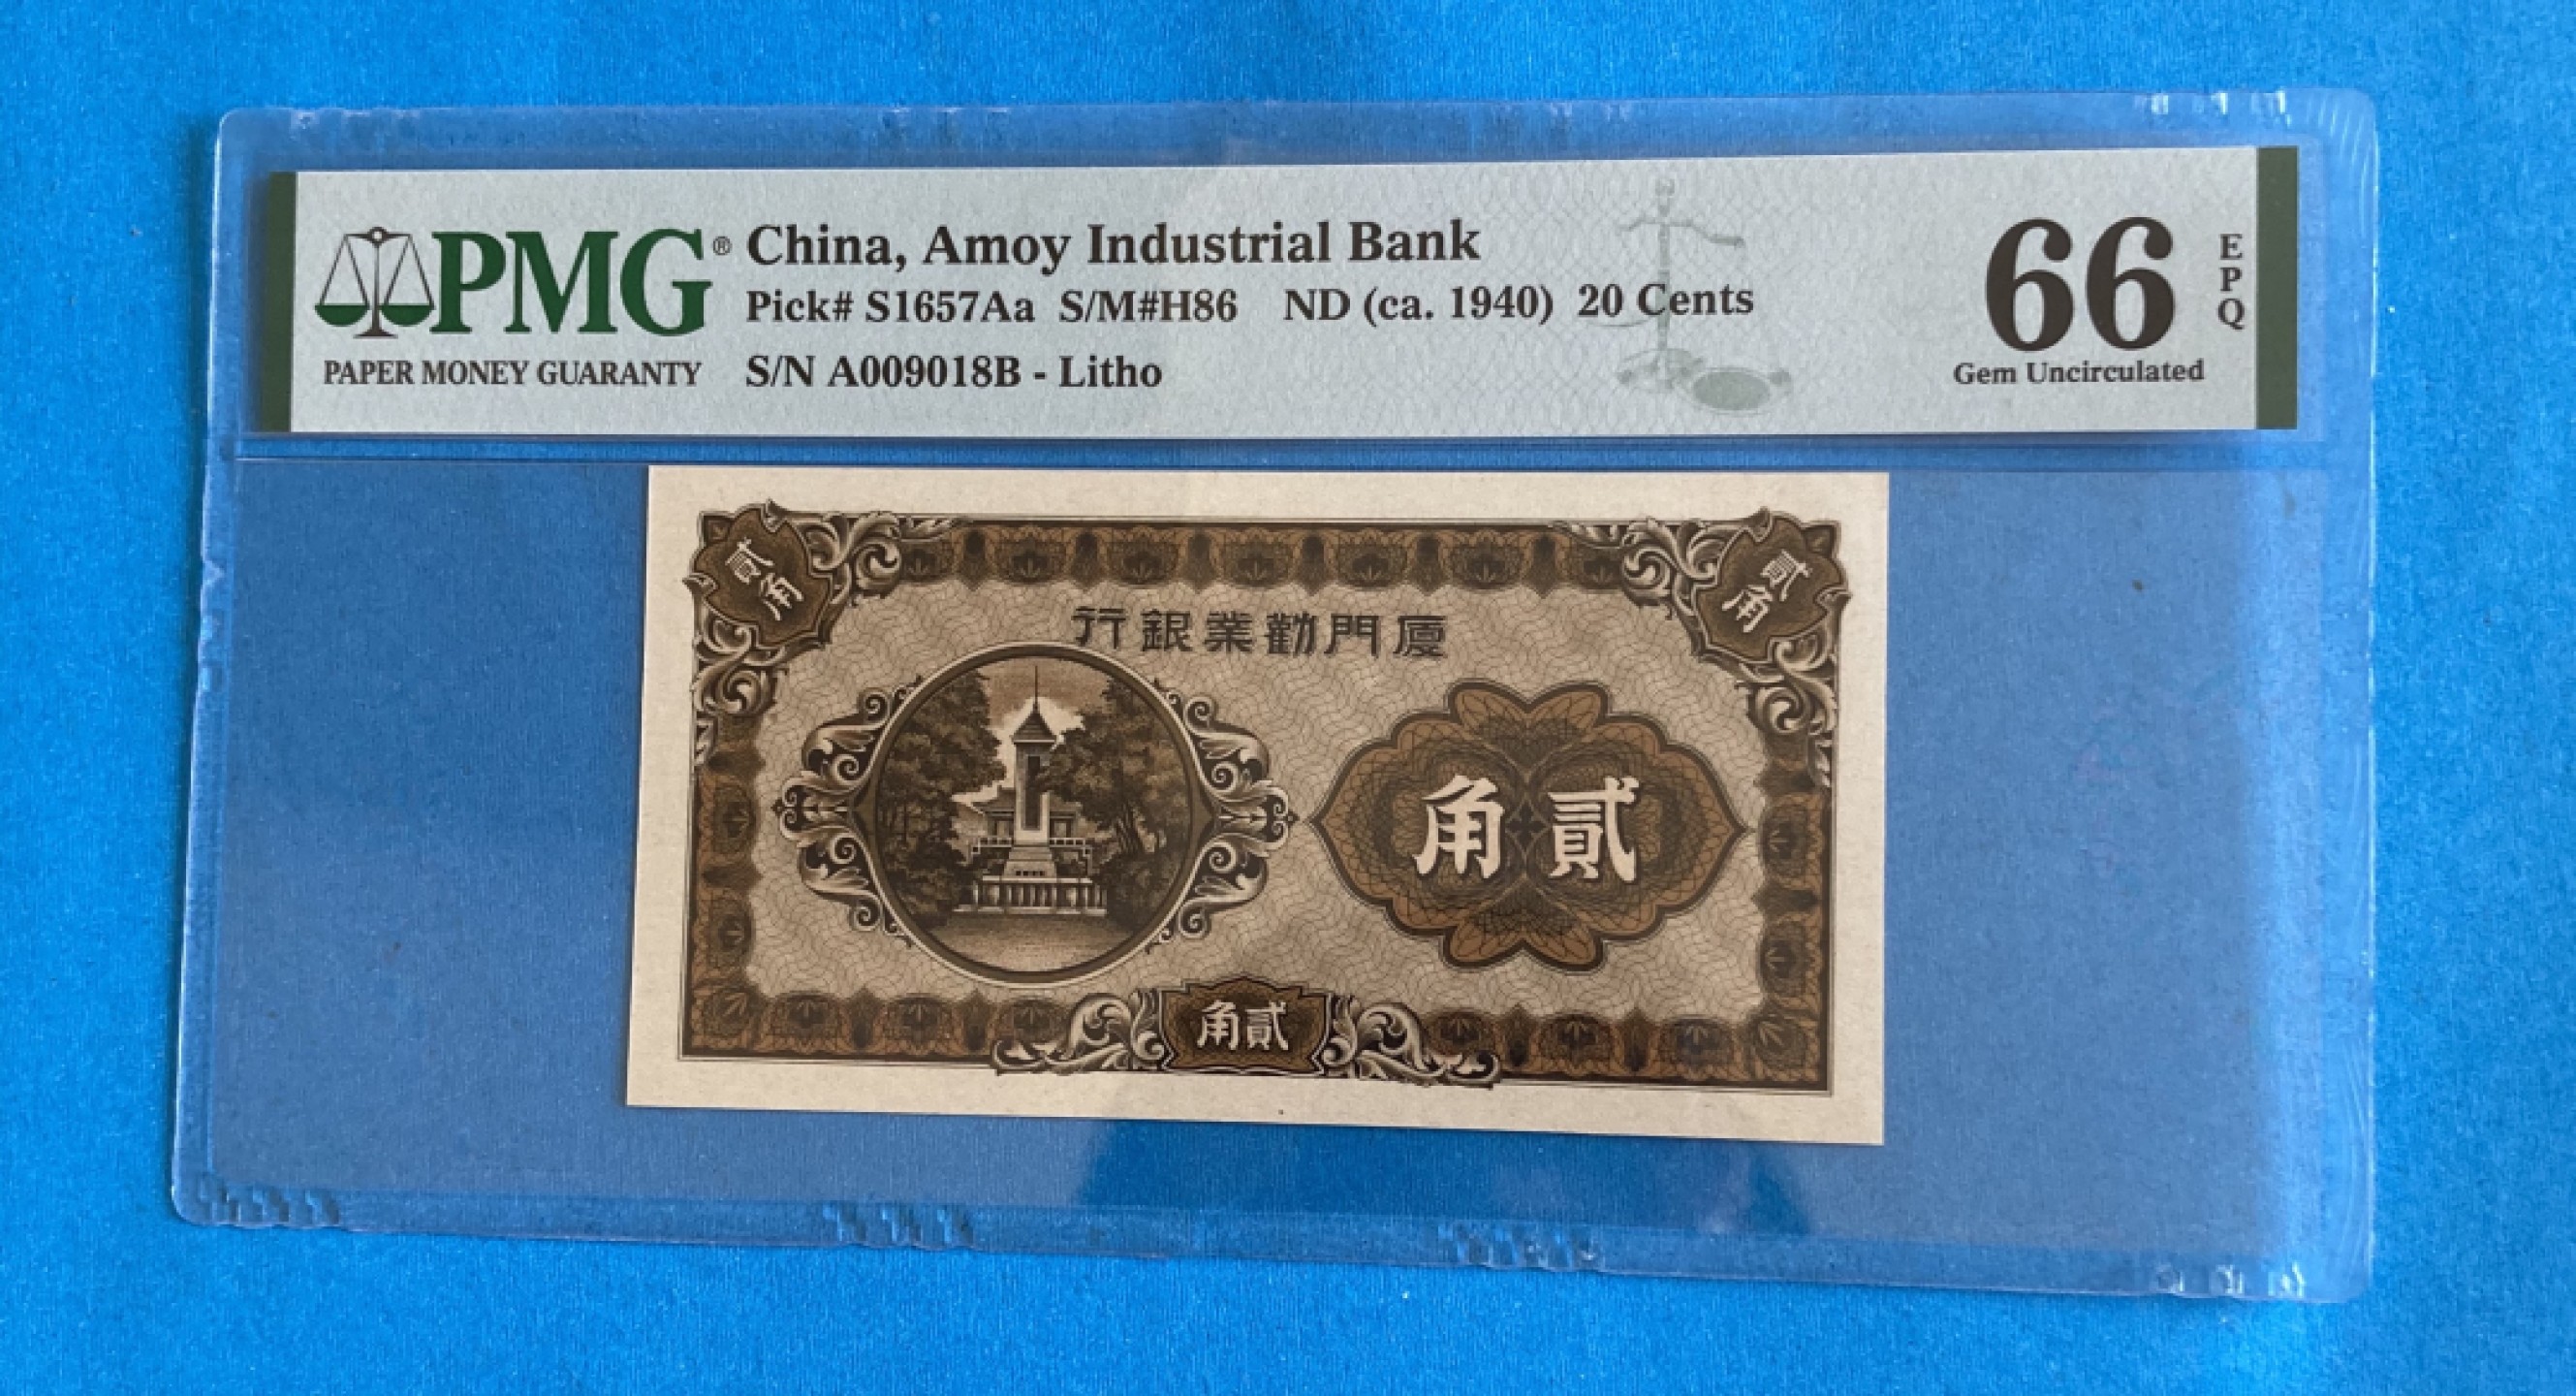 PMG® China, Amoy Industrial Bank
Pick# S1657Aa S/M#H86 ND (ca. 1940) 20 Cents
PAPER MONEY GUARANTY S/N A009018B - Litho
66 EPQ
Gem Uncirculated
貳角
貳角
行銀業勸門廈
角貳
角貳